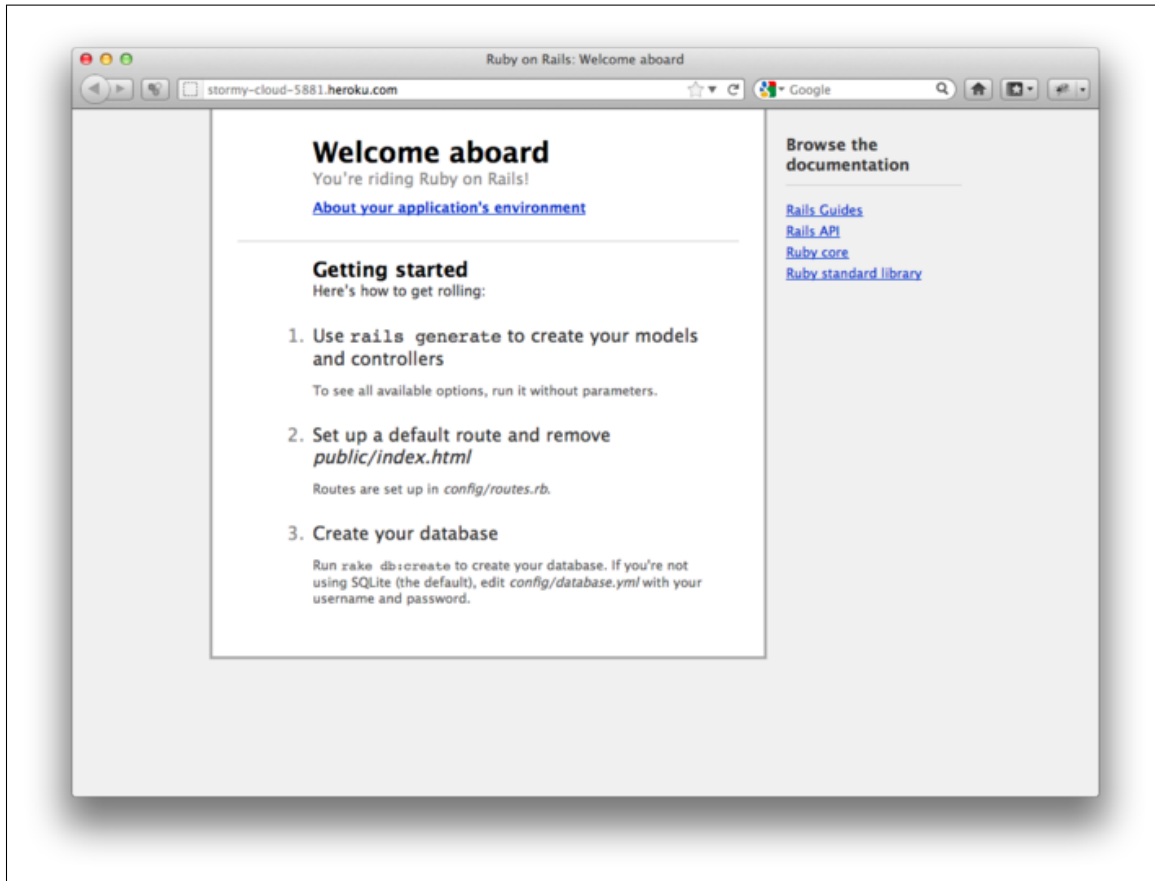 Ruby on Rails: Welcome aboard
stormy-cloud-5881.heroku.com
Google
Welcome aboard
You're riding Ruby on Rails!
About your application's environment
Getting started
Here's how to get rolling:
1. Use rails generate to create your models
and controllers
To see all available options, run it without parameters.
2. Set up a default route and remove
public/index.html
Routes are set up in config/routes.rb.
3. Create your database
Run rake db:create to create your database. If you're not
using SQLite (the default), edit config/database.yml with your
username and password.
Browse the
documentation
Rails Guides
Rails API
Ruby core
Ruby standard library